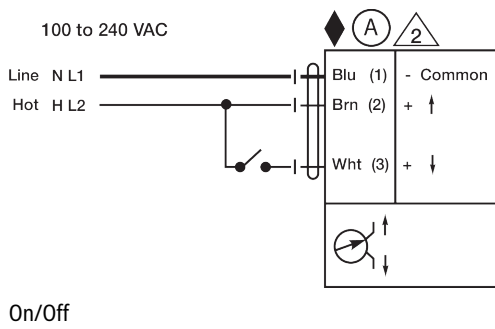 100 to 240 VAC
A
2
Line N L1
Blu (1) - Common
Hot H L2
Brn (2) +
Wht (3) +
On/Off